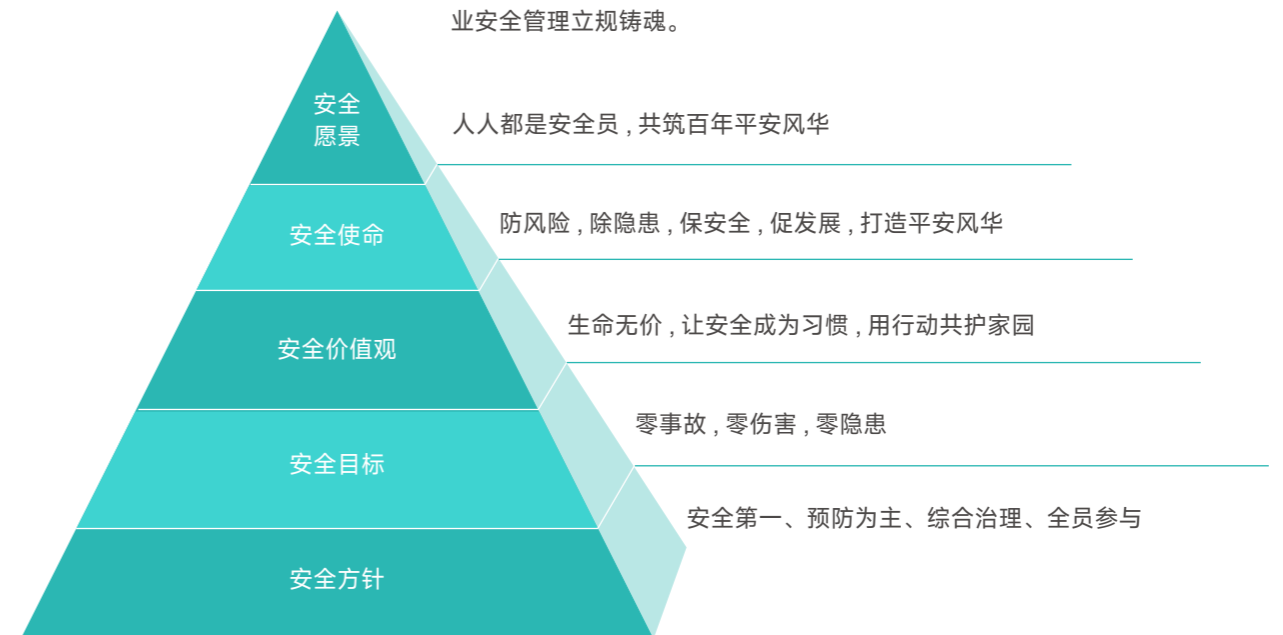 业安全管理立规铸魂。
安全
愿景
人人都是安全员，共筑百年平安风华
安全使命
防风险，除隐患，保安全，促发展，打造平安风华
安全价值观
生命无价，让安全成为习惯，用行动共护家园
安全目标
零事故，零伤害，零隐患
安全方针
安全第一、预防为主、综合治理、全员参与